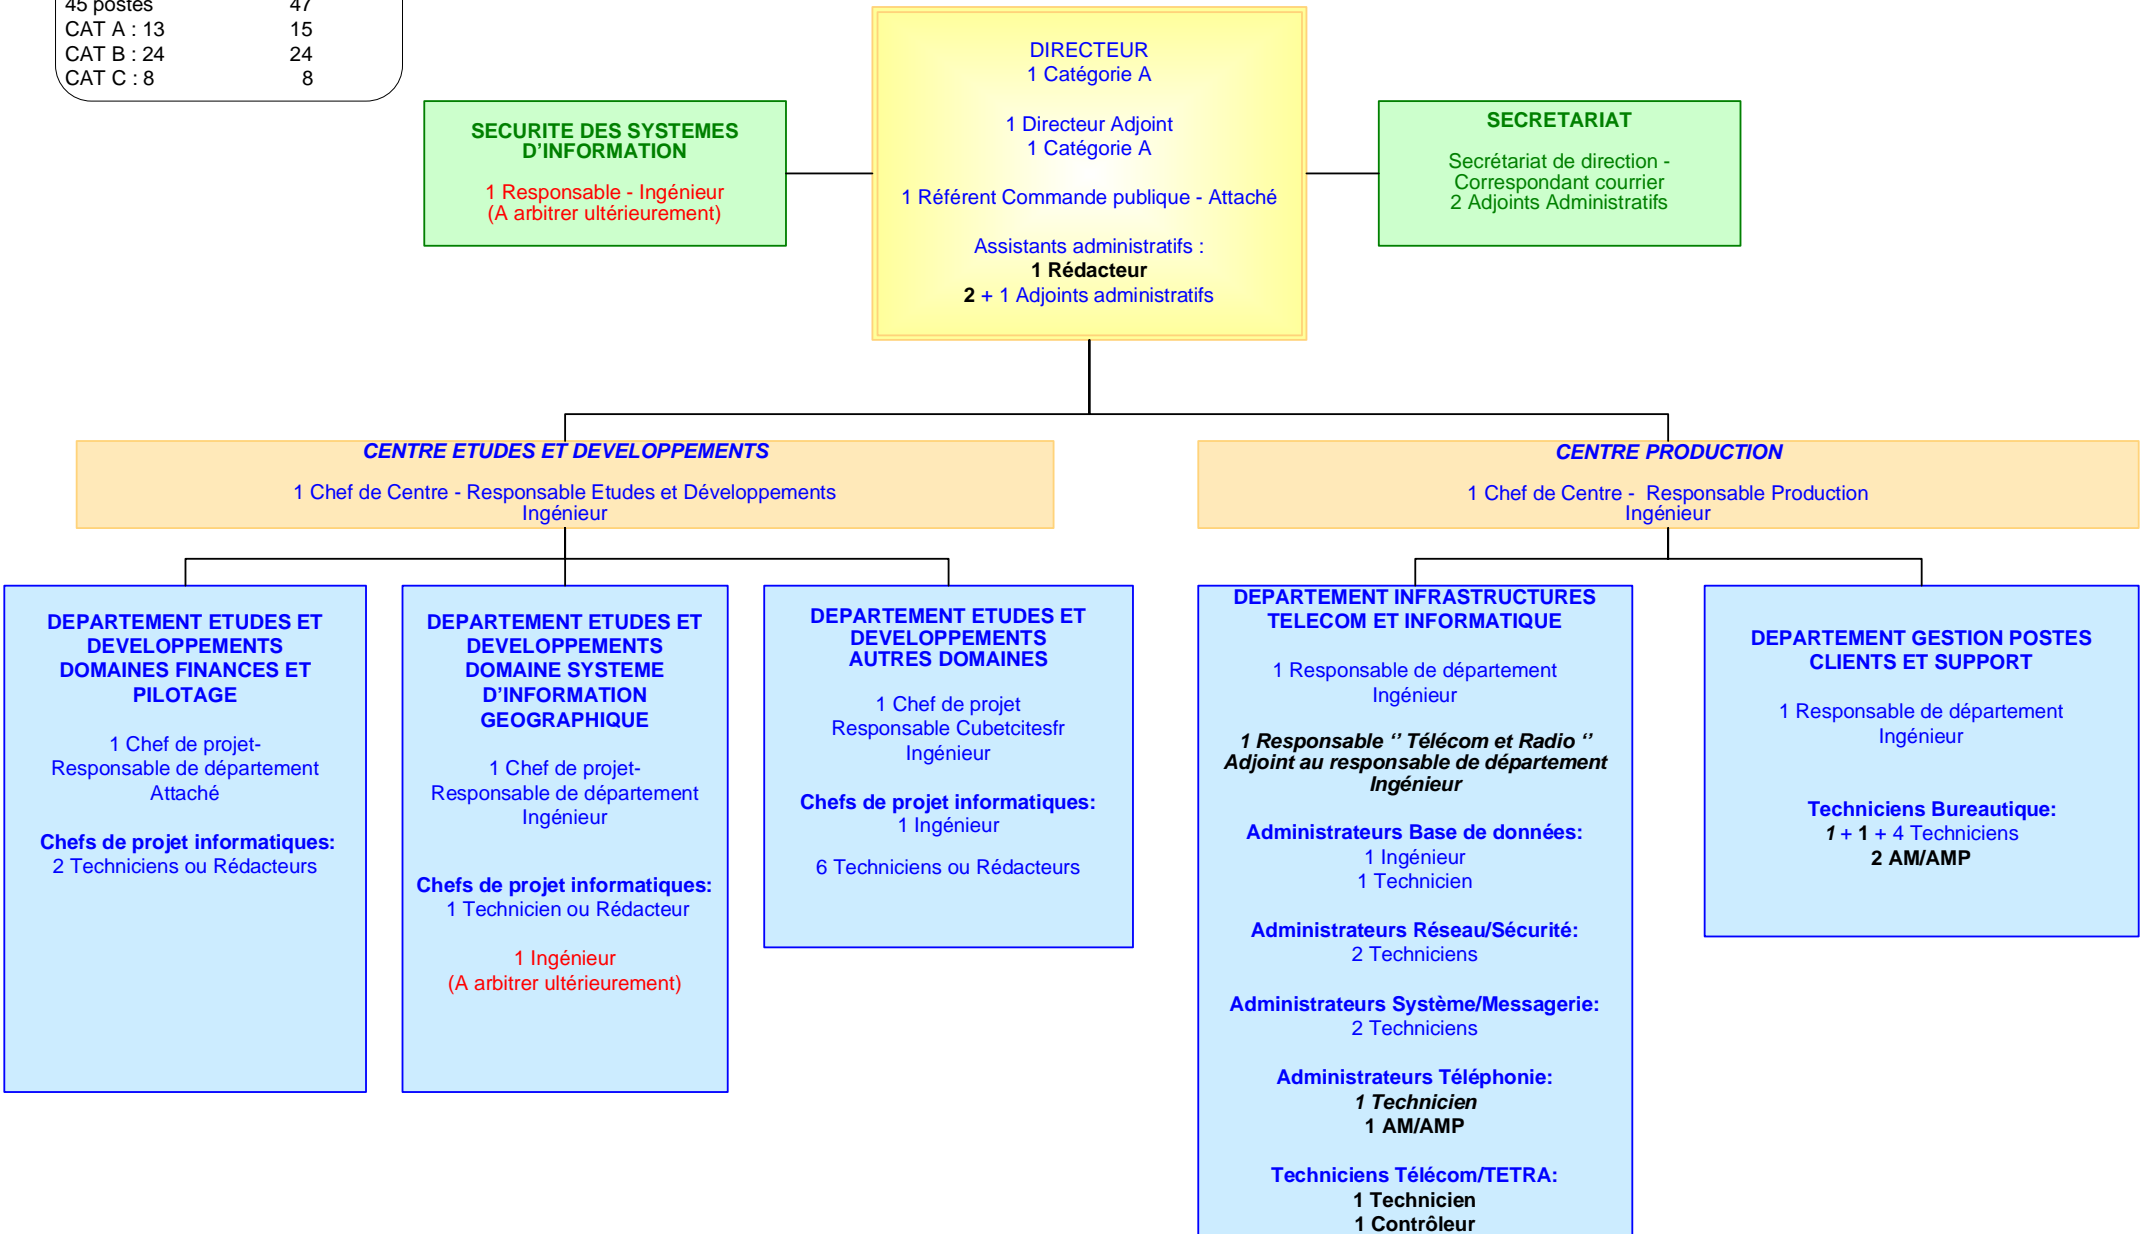 45 postes 47
CAT A : 13 15
CAT B : 24 24
CAT C : 8 8
DIRECTEUR
1 Catégorie A
1 Directeur Adjoint
1 Catégorie A
1 Référent Commande publique - Attaché
Assistants administratifs :
1 Rédacteur
2 + 1 Adjoints administratifs
SECURITE DES SYSTEMES
D’INFORMATION
1 Responsable - Ingénieur
(A arbitrer ultérieurement)
SECRETARIAT
Secrétariat de direction -
Correspondant courrier
2 Adjoints Administratifs
CENTRE ETUDES ET DEVELOPPEMENTS
1 Chef de Centre - Responsable Etudes et Développements
Ingénieur
CENTRE PRODUCTION
1 Chef de Centre - Responsable Production
Ingénieur
DEPARTEMENT ETUDES ET
DEVELOPPEMENTS
DOMAINES FINANCES ET
PILOTAGE
1 Chef de projet-
Responsable de département
Attaché
Chefs de projet informatiques:
2 Techniciens ou Rédacteurs
DEPARTEMENT ETUDES ET
DEVELOPPEMENTS
DOMAINE SYSTEME
D’INFORMATION
GEOGRAPHIQUE
1 Chef de projet-
Responsable de département
Ingénieur
Chefs de projet informatiques:
1 Technicien ou Rédacteur
1 Ingénieur
(A arbitrer ultérieurement)
DEPARTEMENT ETUDES ET
DEVELOPPEMENTS
AUTRES DOMAINES
1 Chef de projet
Responsable Cubetcitesfr
Ingénieur
Chefs de projet informatiques:
1 Ingénieur
6 Techniciens ou Rédacteurs
DEPARTEMENT INFRASTRUCTURES
TELECOM ET INFORMATIQUE
1 Responsable de département
Ingénieur
1 Responsable ‘’ Télécom et Radio ‘’
Adjoint au responsable de département
Ingénieur
Administrateurs Base de données:
1 Ingénieur
1 Technicien
Administrateurs Réseau/Sécurité:
2 Techniciens
Administrateurs Système/Messagerie:
2 Techniciens
Administrateurs Téléphonie:
1 Technicien
1 AM/AMP
Techniciens Télécom/TETRA:
1 Technicien
1 Contrôleur
DEPARTEMENT GESTION POSTES
CLIENTS ET SUPPORT
1 Responsable de département
Ingénieur
Techniciens Bureautique:
1 + 1 + 4 Techniciens
2 AM/AMP